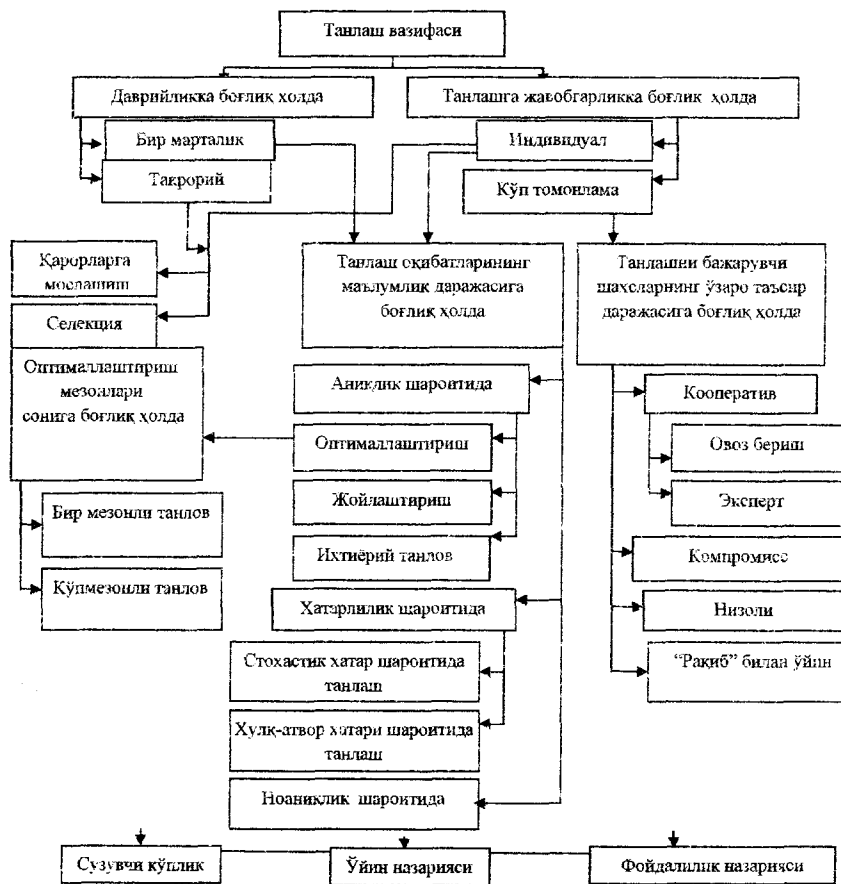 Танлаш вазифаси
Даврийликка боғлиқ ҳолда
Танлашга жавобгарликка боғлиқ ҳолда
Бир марталик
Такрорий
Индивидуал
Кўп томонлама
Қарорларга
мослашиш
Селекция
Оптималлаштириш
мезонлари
сонига боғлиқ ҳолда
Бир мезонли танлов
Кўпмезонли танлов
Танлаш оқибатларининг
маълумлик даражасига
боғлиқ ҳолда
Аниқлик шароитида
Оптималлаштириш
Жойлаштириш
Ихтиёрий танлов
Хатарлилик шароитида
Стохастик хатар шароитида
танлаш
Хулқ-атвор хатари шароитида
танлаш
Ноаниқлик шароитида
Танлашни бажарувчи
шахсларнинг ўзаро таъсир
даражасига боғлиқ ҳолда
Кооператив
Овоз бериш
Эксперт
Компромисс
Низоли
“Рақиб” билан ўйин
Сузувчи кўплик
Ўйин назарияси
Фойдалилик назарияси